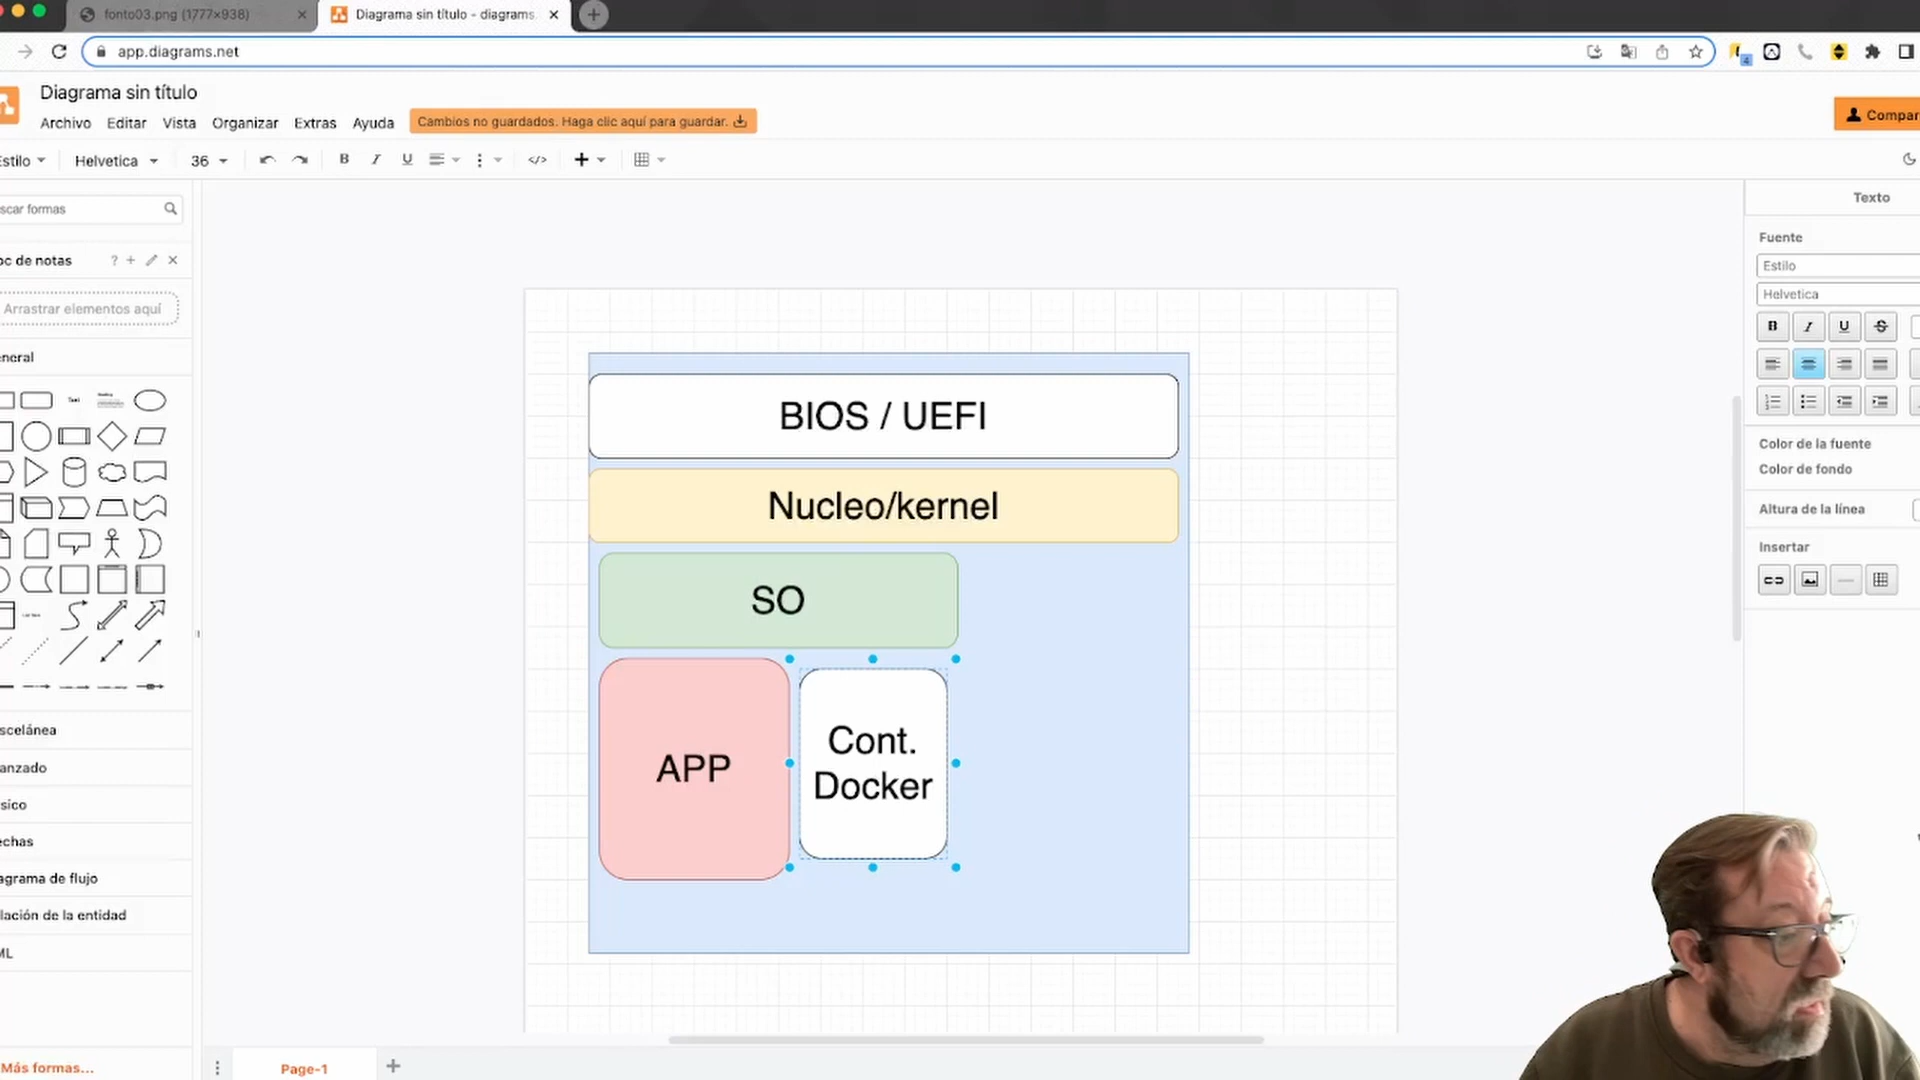 fonto03.png (1777×938)
Diagrama sin título - diagrams.
app.diagrams.net
4
Diagrama sin título
Archivo Editar Vista Organizar Extras Ayuda
Cambios no guardados. Haga clic aquí para guardar.
Compar
Estilo Helvetica 36 B I U
scar formas
oc de notas ? +
Arrastrar elementos aquí
eneral
Text
Heading
scelánea
anzado
sico
echas
agrama de flujo
lación de la entidad
ML
Más formas...
BIOS / UEFI
Nucleo/kernel
SO
APP
Cont.
Docker
Page-1
Texto
Fuente
Estilo
Helvetica
B I U S
Color de la fuente
Color de fondo
Altura de la línea
Insertar